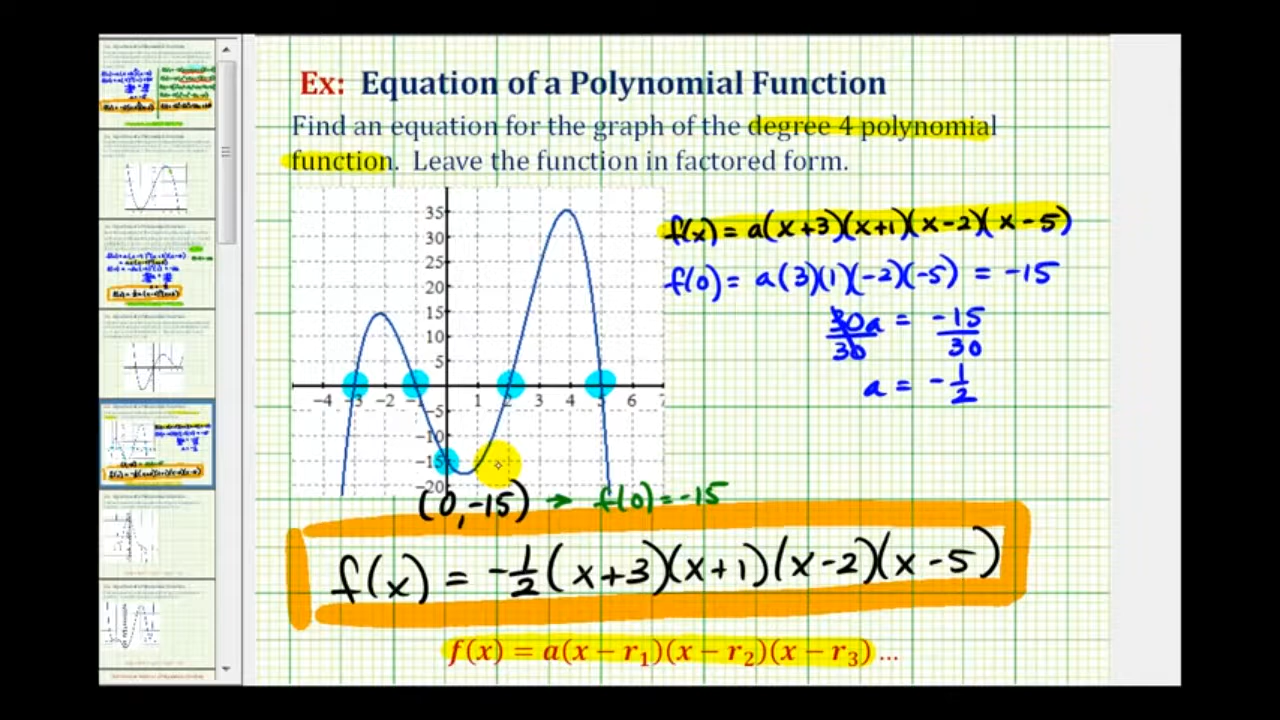 Ex: Equation of a Polynomial Function
Find an equation for the graph of the degree 4 polynomial
function. Leave the function in factored form.
35
30
25
20
15
10
5
-4 -3 -2 -1 1 2 3 4 5 6 7
-5
-10
-15
-20
f(x) = a(x+3)(x+1)(x-2)(x-5)
f(0) = a(3)(1)(-2)(-5) = -15
30a/30 = -15/30
a = -1/2
(0,-15) → f(0) = -15
f(x) = -1/2(x+3)(x+1)(x-2)(x-5)
f(x) = a(x − r₁)(x − r₂)(x − r₃) ...